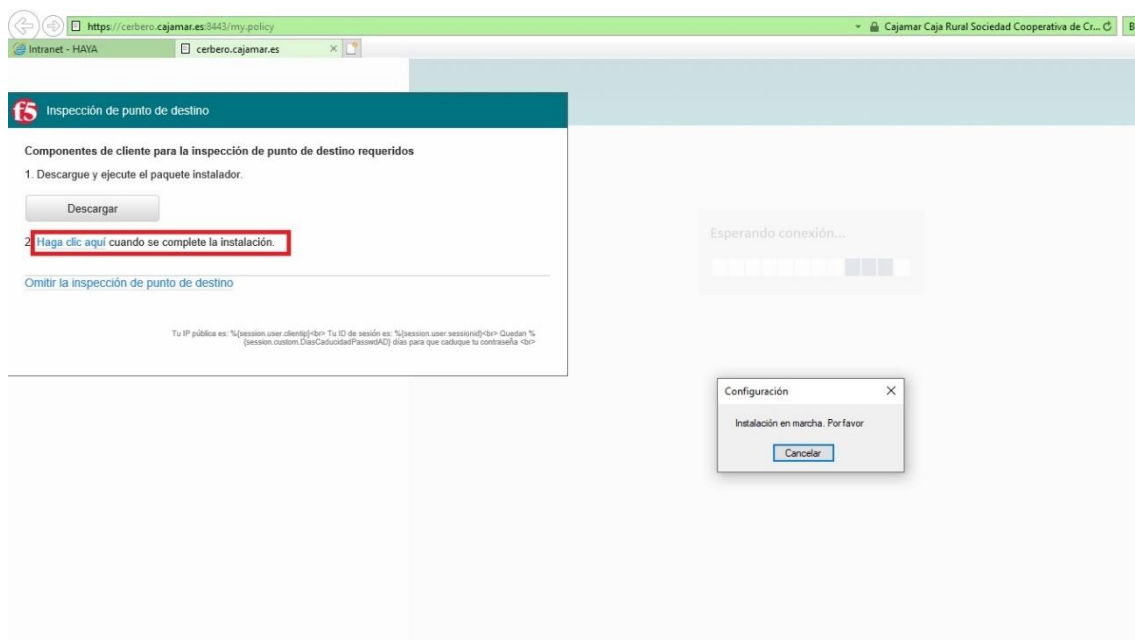 https://cerbero.cajamar.es:8443/my.policy
Cajamar Caja Rural Sociedad Cooperativa de Cr...
B
Intranet - HAYA
cerbero.cajamar.es
f5
Inspección de punto de destino
Componentes de cliente para la inspección de punto de destino requeridos
1. Descargue y ejecute el paquete instalador.
Descargar
2. Haga clic aquí cuando se complete la instalación.
Omitir la inspección de punto de destino
Tu IP pública es: %{session.user.clientip}<br> Tu ID de sesión es: %{session.user.sessionid}<br> Quedan %
{session.custom.DiasCaducidadPasswdAD} días para que caduque tu contraseña <br>
Esperando conexión...
Configuración
Instalación en marcha. Por favor
Cancelar